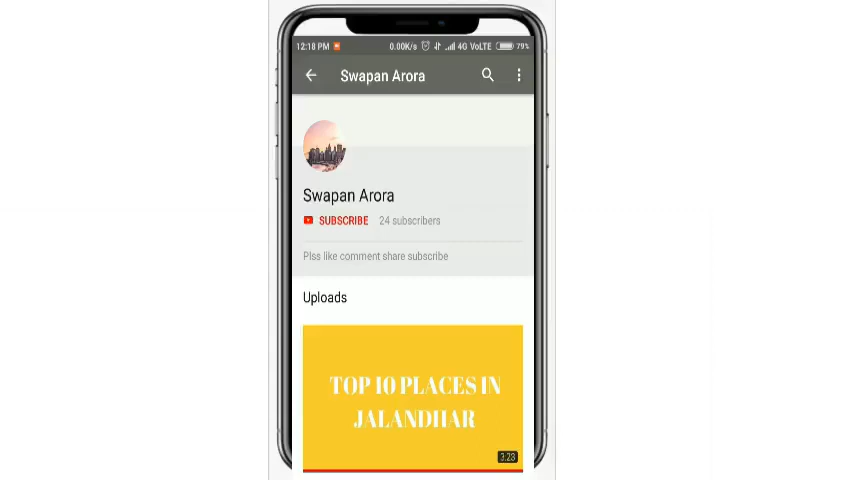 12:18 PM 0.00K/s 4G VoLTE 79%
Swapan Arora
Swapan Arora
SUBSCRIBE 24 subscribers
Plss like comment share subscribe
Uploads
TOP 10 PLACES IN
JALANDHAR
3:23